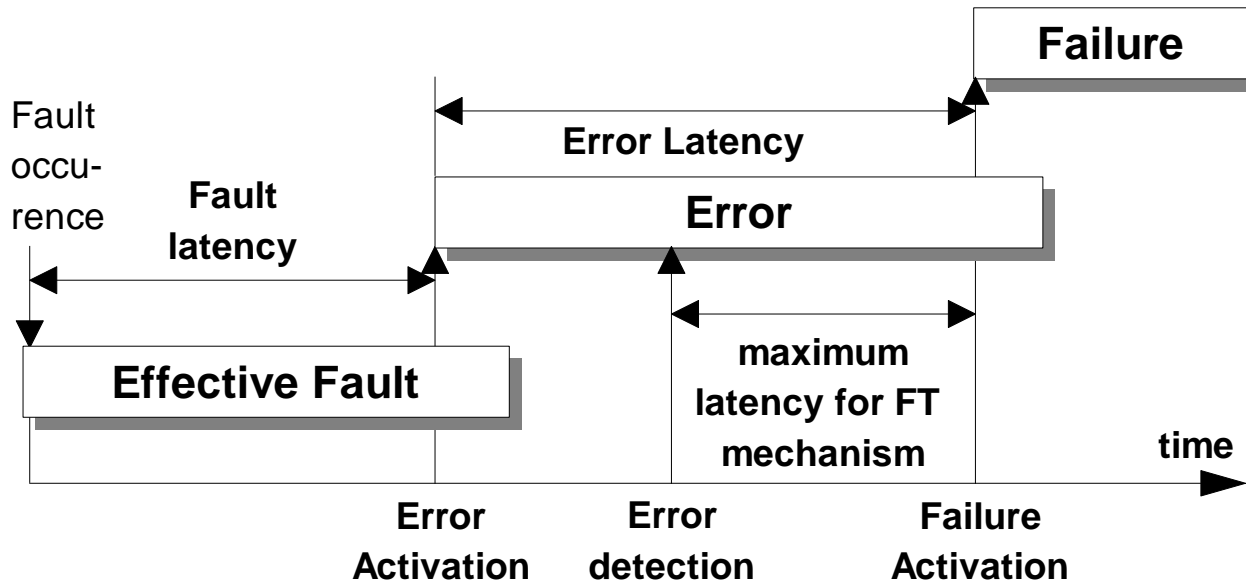 Failure
Fault
occu-
rence
Error Latency
Fault
latency
Error
Effective Fault
maximum
latency for FT
mechanism
time
Error
Activation
Error
detection
Failure
Activation